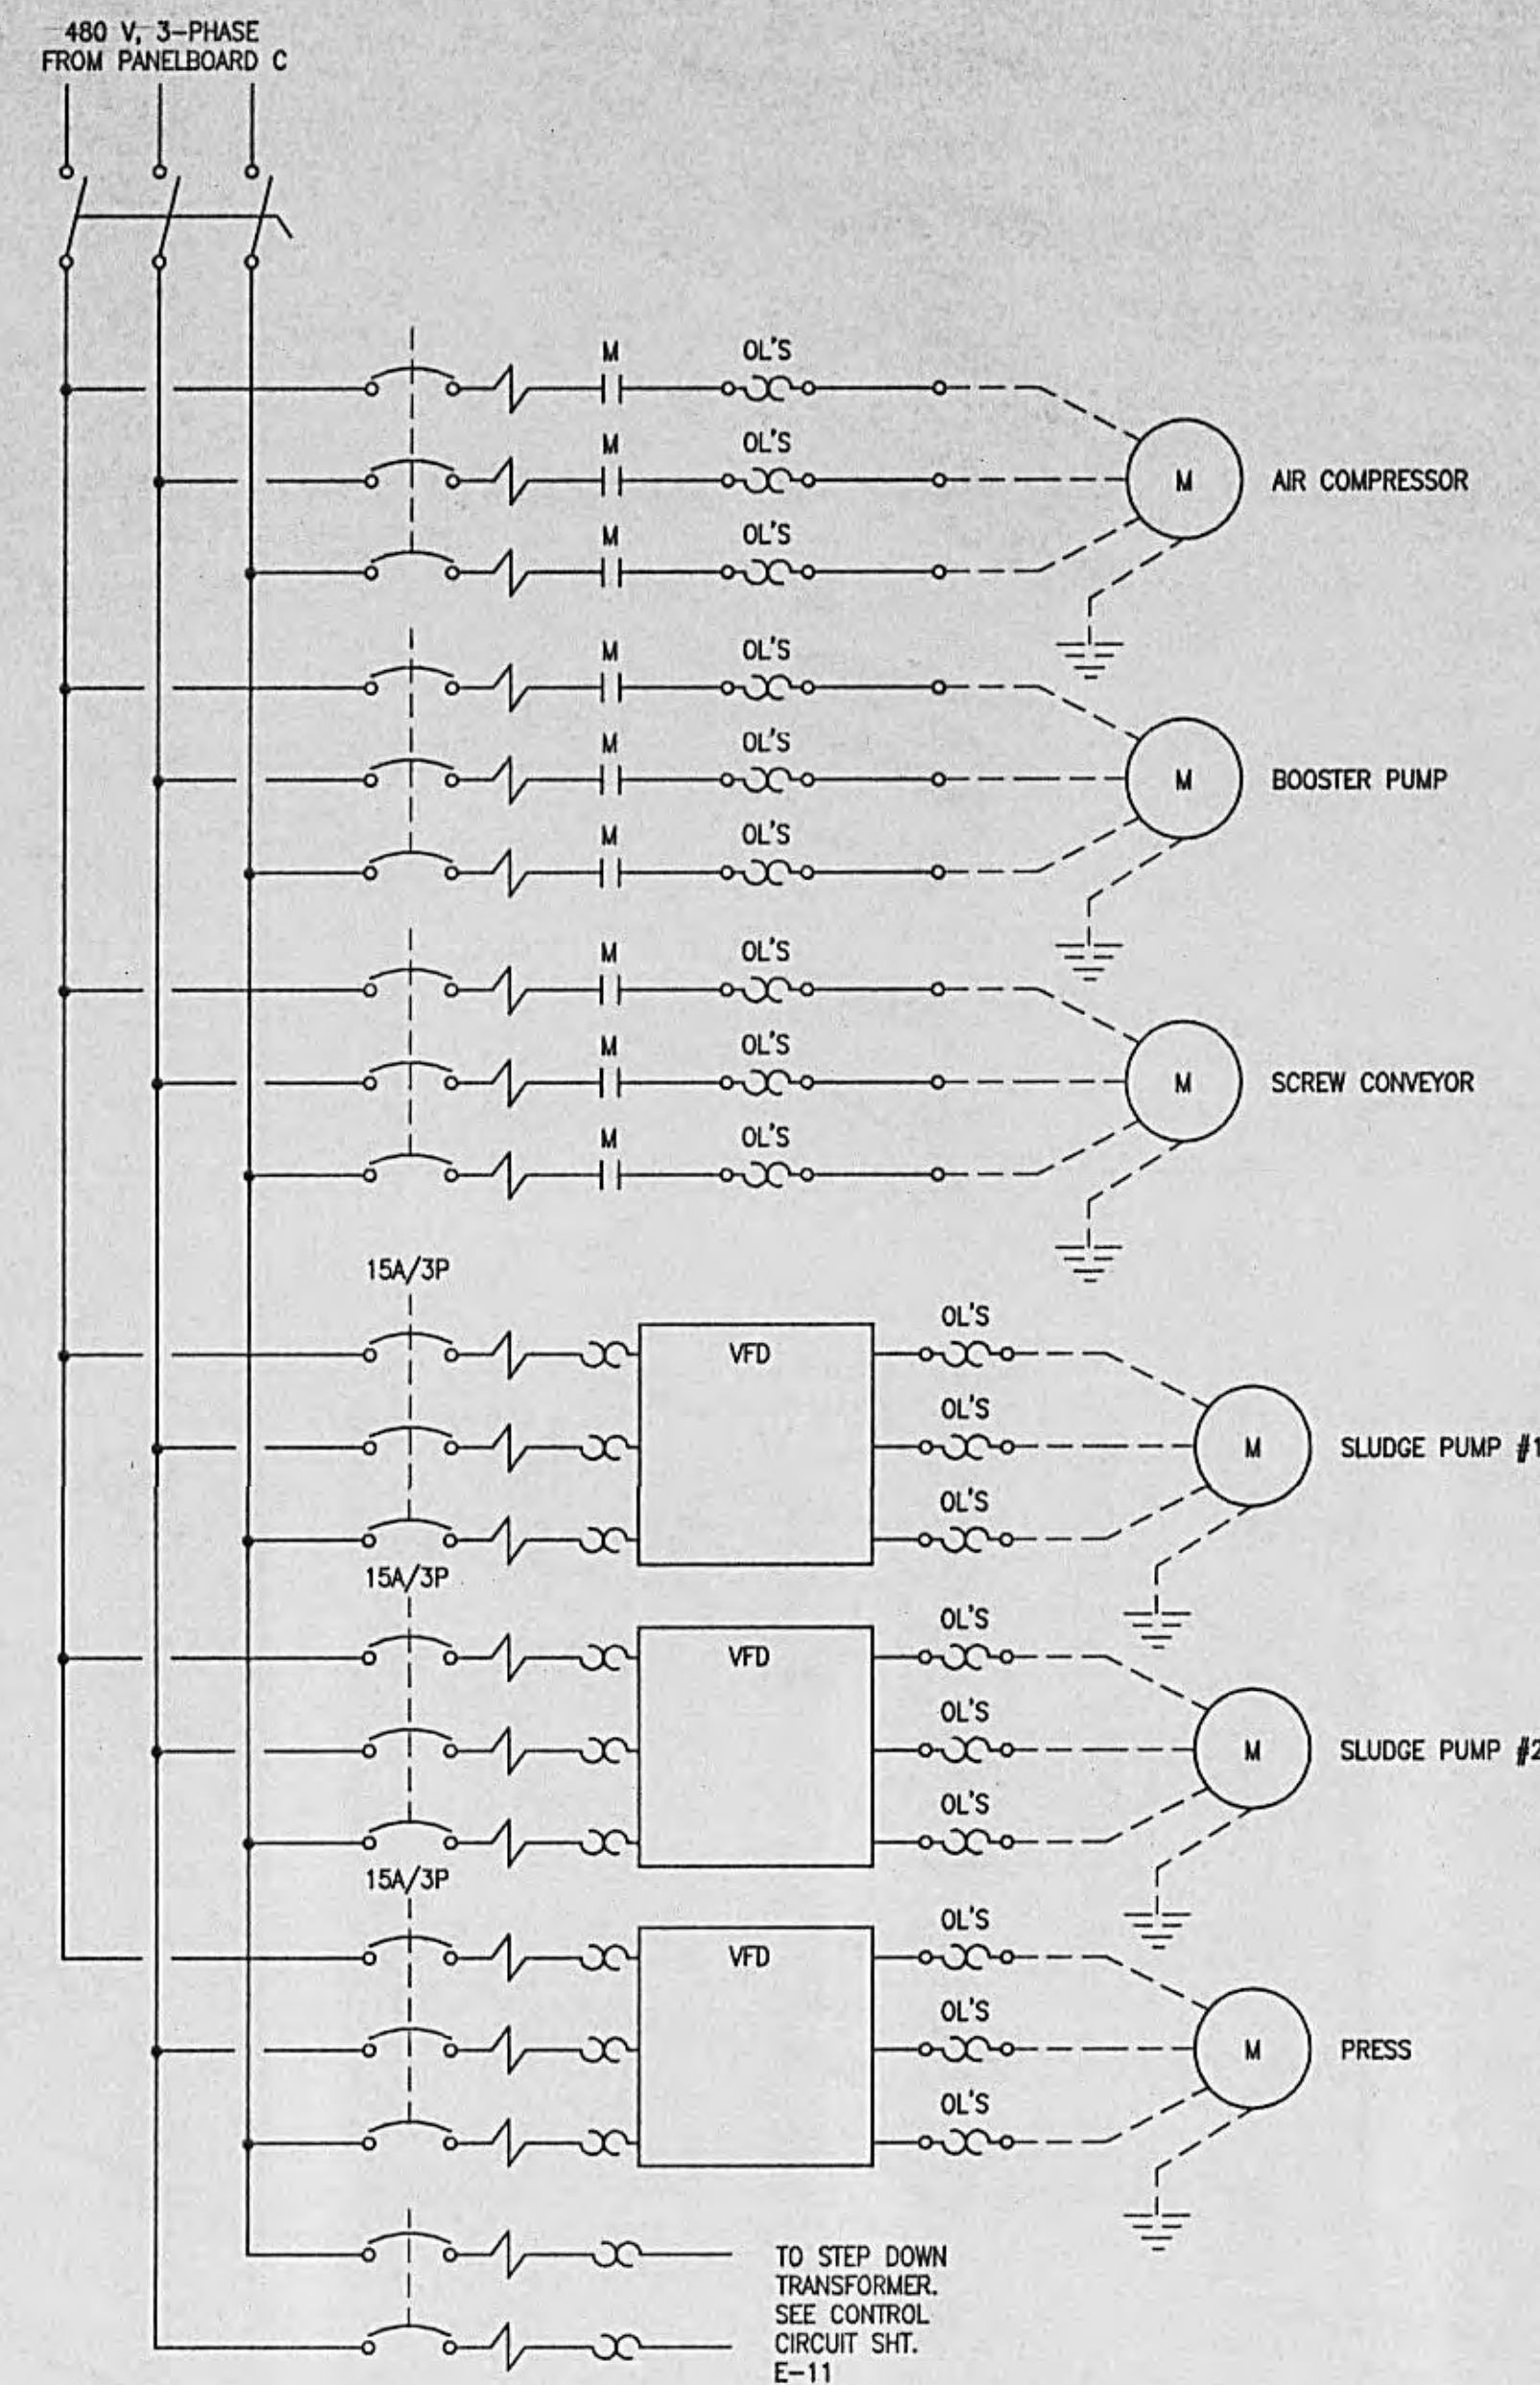 480 V, 3-PHASE
FROM PANELBOARD C
M OL'S
M OL'S
M AIR COMPRESSOR
M OL'S
M OL'S
M OL'S
M BOOSTER PUMP
M OL'S
M OL'S
M OL'S
M SCREW CONVEYOR
M OL'S
15A/3P
OL'S
VFD
OL'S
M SLUDGE PUMP #1
OL'S
15A/3P
OL'S
VFD
OL'S
M SLUDGE PUMP #2
OL'S
15A/3P
OL'S
VFD
OL'S
M PRESS
OL'S
TO STEP DOWN
TRANSFORMER.
SEE CONTROL
CIRCUIT SHT.
E-11